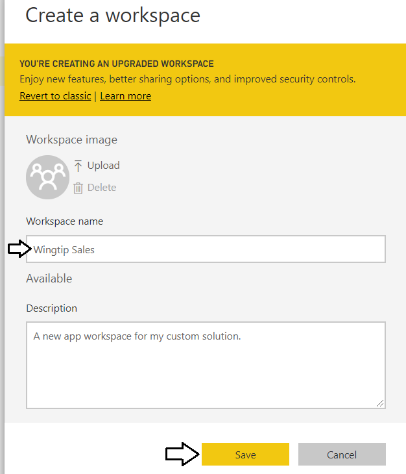 Create a workspace
YOU'RE CREATING AN UPGRADED WORKSPACE
Enjoy new features, better sharing options, and improved security controls.
Revert to classic | Learn more
Workspace image
Upload
Delete
Workspace name
Wingtip Sales
Available
Description
A new app workspace for my custom solution.
Save
Cancel